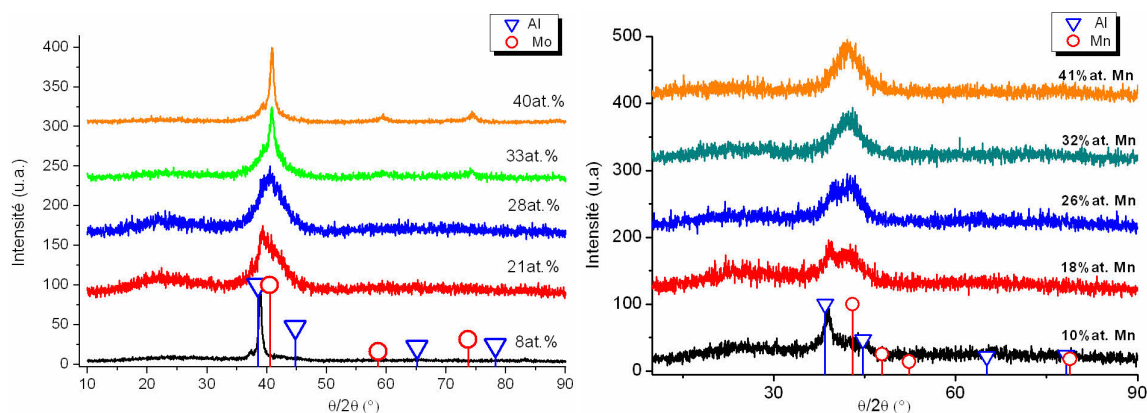 Al
Mo
400
350
300
250
200
150
100
50
0
Intensité (u.a.)
40at.%
33at.%
28at.%
21at.%
8at.%
10 20 30 40 50 60 70 80 90
θ/2θ (°)
Al
Mn
500
400
300
200
100
0
Intensité (u.a)
41%at. Mn
32%at. Mn
26%at. Mn
18%at. Mn
10%at. Mn
30 60 90
θ/2θ (°)